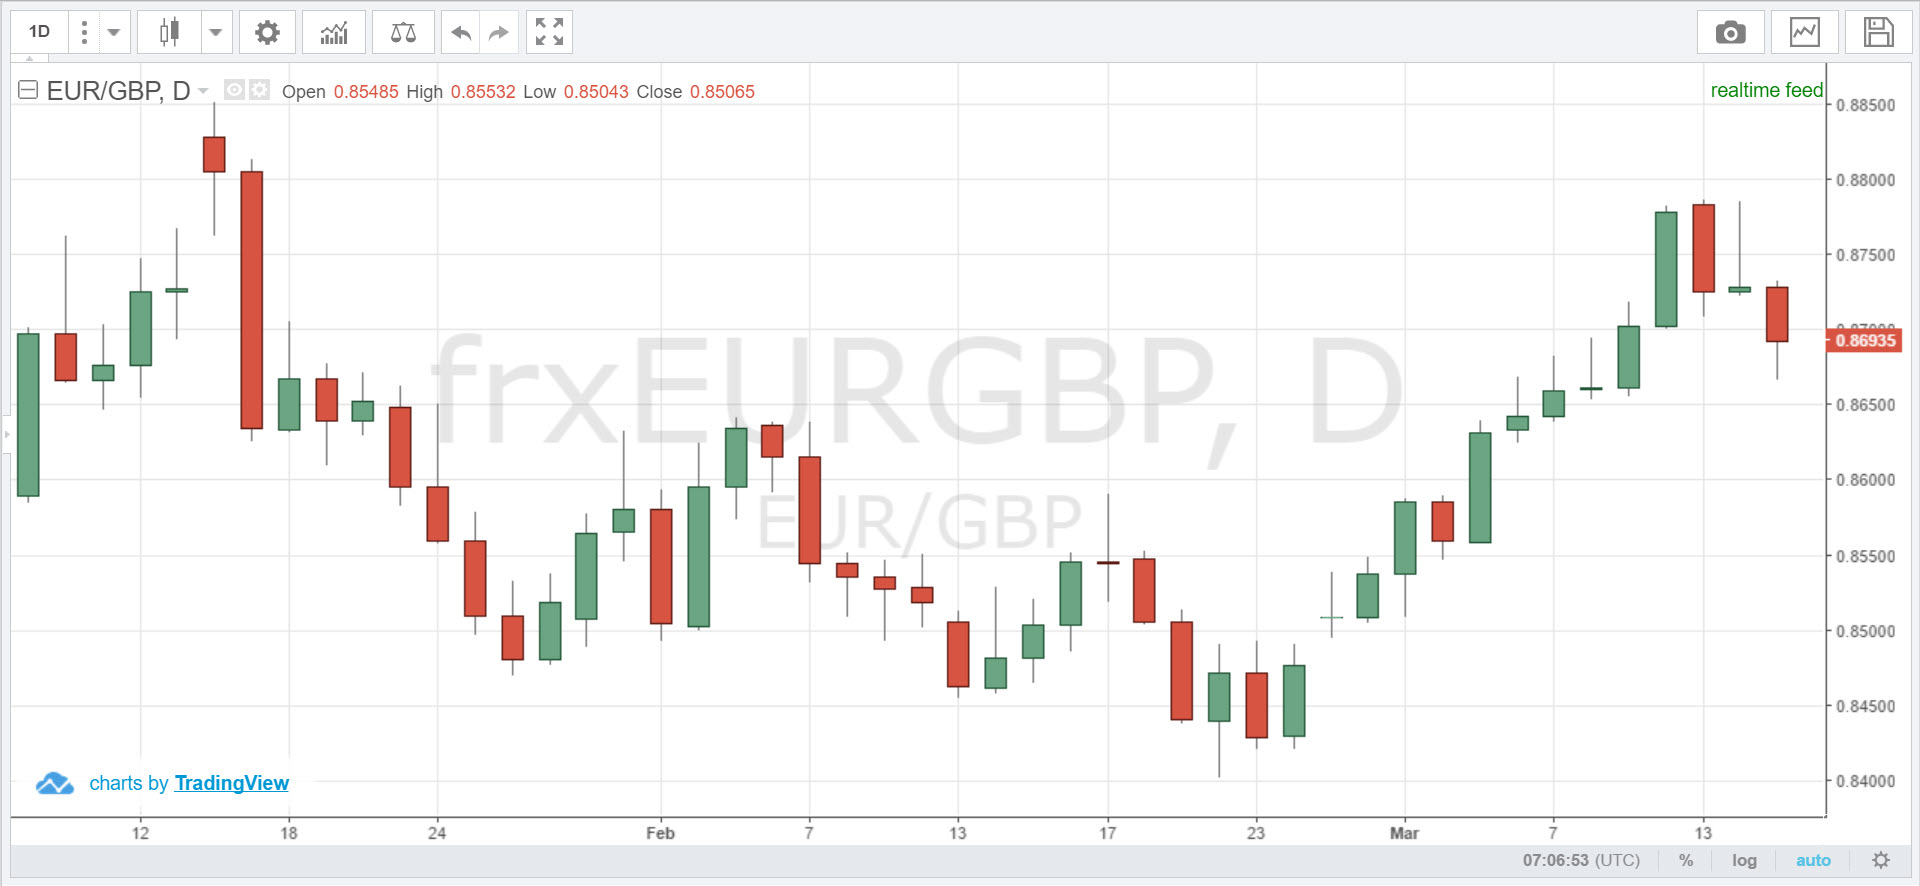 1D
EUR/GBP, D Open 0.85485 High 0.85532 Low 0.85043 Close 0.85065
realtime feed
0.88500
0.88000
0.87500
0.87000
0.86935
0.86500
0.86000
0.85500
0.85000
0.84500
0.84000
frxEURGBP, D
EUR/GBP
charts by TradingView
12 18 24 Feb 7 13 17 23 Mar 7 13
07:06:53 (UTC) % log auto